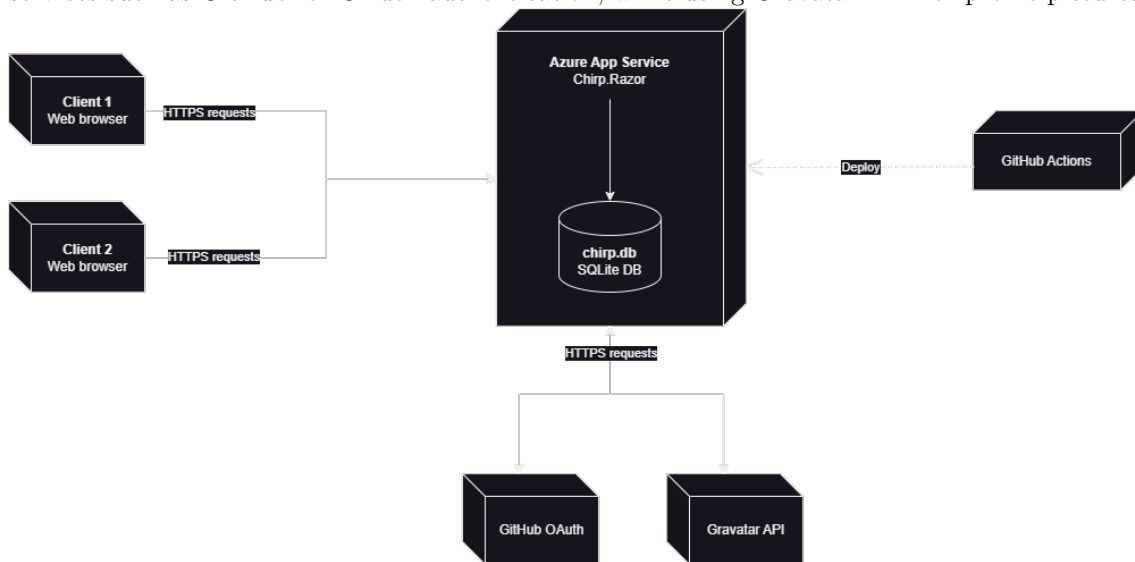 Azure App Service
Chirp.Razor
Client 1
Web browser
HTTPS requests
GitHub Actions
Deploy
Client 2
Web browser
HTTPS requests
chirp.db
SQLite DB
HTTPS requests
GitHub OAuth
Gravatar API